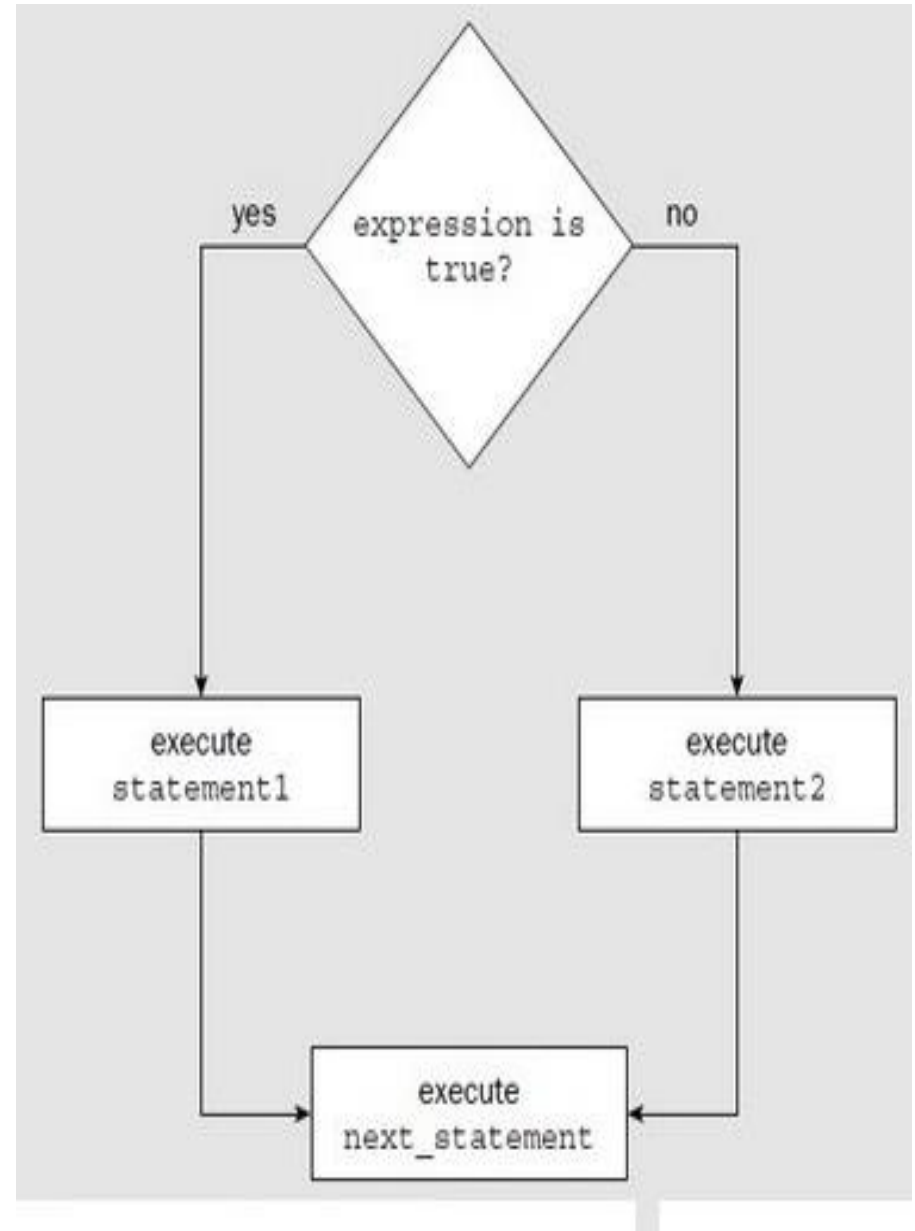 expression is
true?
yes
no
execute
statement1
execute
statement2
execute
next_statement